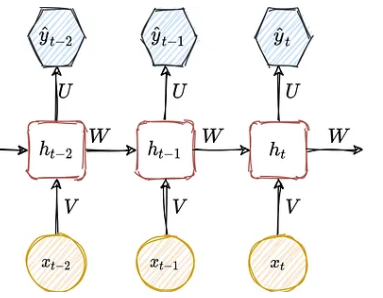 ŷₜ₋₂ ŷₜ₋₁ ŷₜ
U U U
hₜ₋₂ W hₜ₋₁ W hₜ W
V V V
xₜ₋₂ xₜ₋₁ xₜ